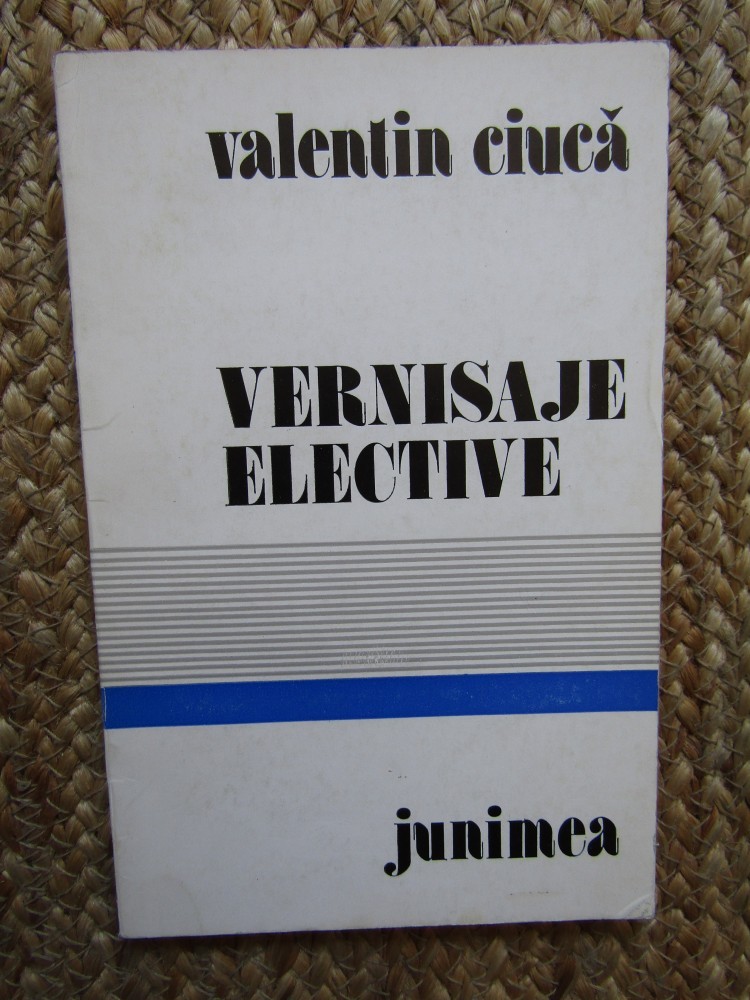 valentin ciucă
VERNISAJE
ELECTIVE
junimea